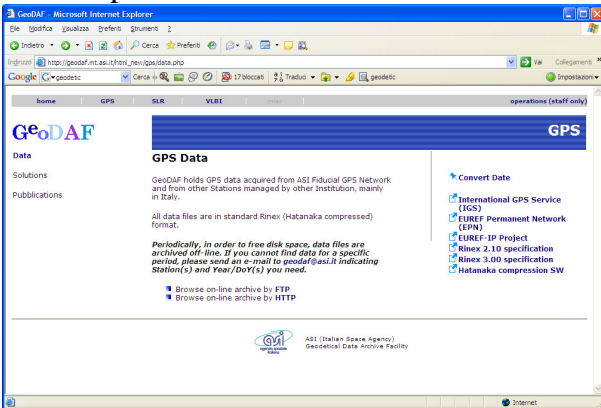 GeoDAF - Microsoft Internet Explorer
File Modifica Visualizza Preferiti Strumenti ?
Indietro Cerca Preferiti
Indirizzo http://geodaf.mt.asi.it/html_new/gps/data.php Vai Collegamenti »
Google G geodetic Cerca 17 bloccati Traduci geodetic Impostazioni
home GPS SLR VLBI misc operations (staff only)
GeoDAF GPS
Data
Solutions
Pubblications
GPS Data
GeoDAF holds GPS data acquired from ASI Fiducial GPS Network
and from other Stations managed by other Institution, mainly
in Italy.
All data files are in standard Rinex (Hatanaka compressed)
format.
Periodically, in order to free disk space, data files are
archived off-line. If you cannot find data for a specific
period, please send an e-mail to geodaf@asi.it indicating
Station(s) and Year/DoY(s) you need.
Browse on-line archive by FTP
Browse on-line archive by HTTP
Convert Date
International GPS Service
(IGS)
EUREF Permanent Network
(EPN)
EUREF-IP Project
Rinex 2.10 specification
Rinex 3.00 specification
Hatanaka compression SW
asi
agenzia spaziale
italiana
ASI (Italian Space Agency)
Geodetical Data Archive Facility
Internet